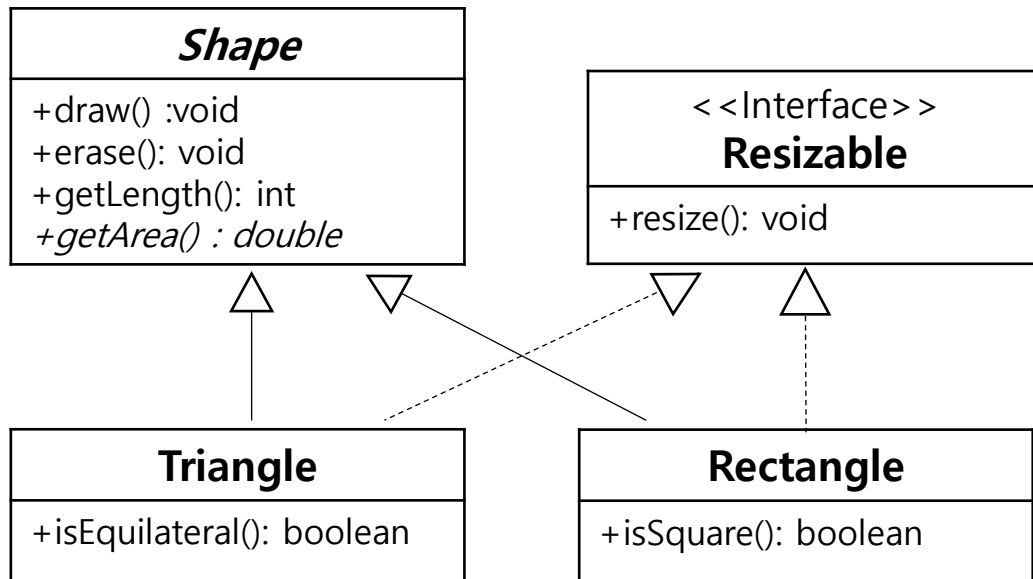 Shape
+draw() :void
+erase(): void
+getLength(): int
+getArea() : double
<<Interface>>
Resizable
+resize(): void
Triangle
+isEquilateral(): boolean
Rectangle
+isSquare(): boolean